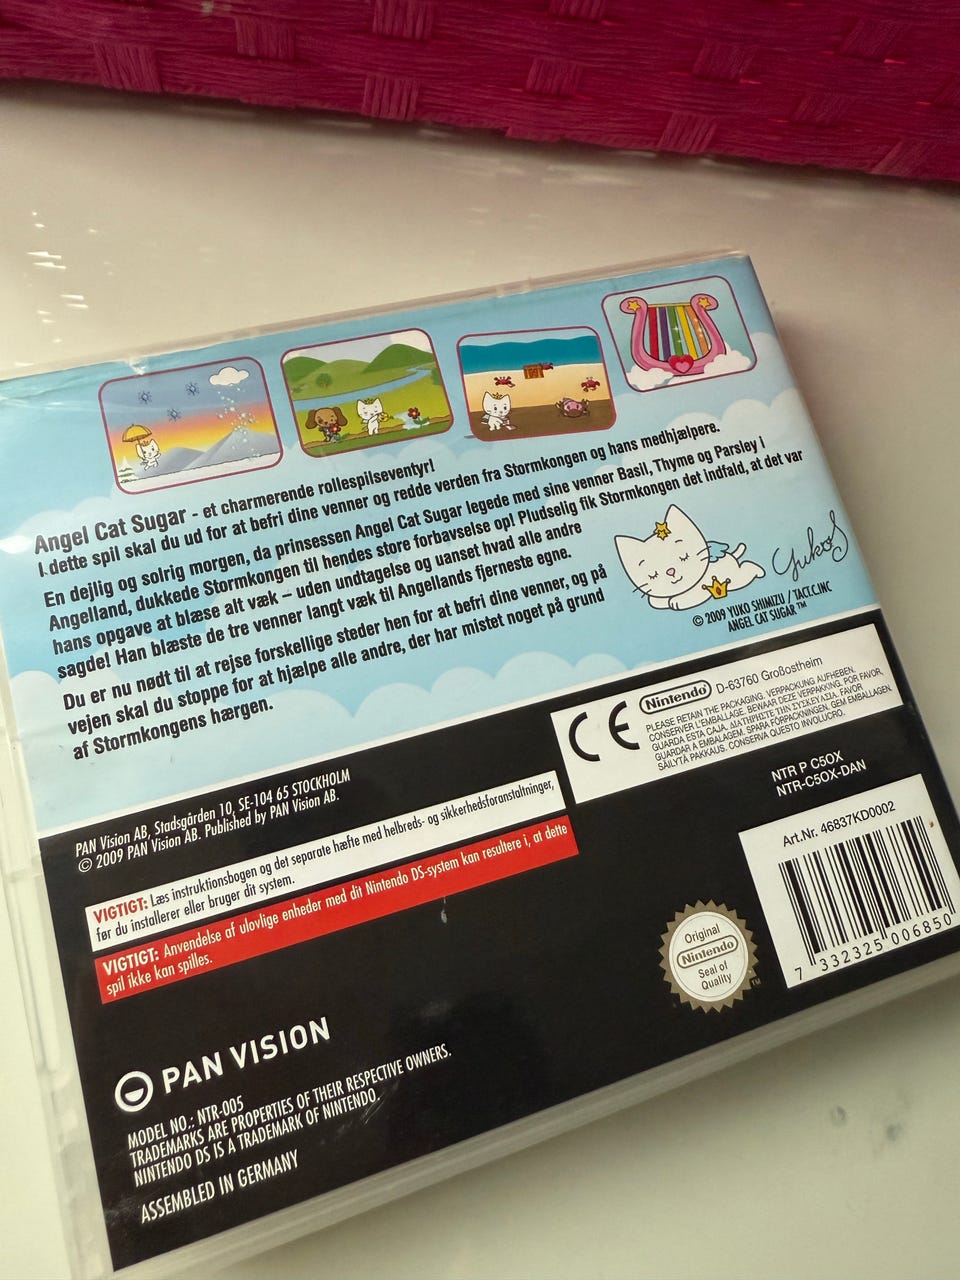 Angel Cat Sugar - et charmerende rollespilseventyr!
I dette spil skal du ud for at befri dine venner og redde verden fra Stormkongen og hans medhjælpere.
En dejlig og solrig morgen, da prinsessen Angel Cat Sugar legede med sine venner Basil, Thyme og Parsley i
Angelland, dukkede Stormkongen til hendes store forbavselse op! Pludselig fik Stormkongen det indfald, at det var
hans opgave at blæse alt væk – uden undtagelse og uanset hvad alle andre
sagde! Han blæste de tre venner langt væk til Angellands fjerneste egne.
Du er nu nødt til at rejse forskellige steder hen for at befri dine venner, og på
vejen skal du stoppe for at hjælpe alle andre, der har mistet noget på grund
af Stormkongens hærgen.
YukoS
© 2009 YUKO SHIMIZU / TACT.C.INC
ANGEL CAT SUGAR™
PAN Vision AB, Stadsgården 10, SE-104 65 STOCKHOLM
© 2009 PAN Vision AB. Published by PAN Vision AB.
CE
Nintendo D-63760 Großostheim
PLEASE RETAIN THE PACKAGING. VERPACKUNG AUFHEBEN.
CONSERVER L'EMBALLAGE. BEWAAR DEZE VERPAKKING. POR FAVOR,
GUARDA ESTA CAJA. ΔΙΑΤΗΡΕΙΤΕ ΤΗΝ ΣΥΣΚΕΥΑΣΙΑ. FAVOR
GUARDAR A EMBALAGEM. SPARA FÖRPACKNINGEN. GEM EMBALLAGEN.
SÄILYTÄ PAKKAUS. CONSERVA QUESTO INVOLUCRO.
NTR P C5OX
NTR-C5OX-DAN
VIGTIGT: Læs instruktionsbogen og det separate hæfte med helbreds- og sikkerhedsforanstaltninger,
før du installerer eller bruger dit system.
VIGTIGT: Anvendelse af ulovlige enheder med dit Nintendo DS-system kan resultere i, at dette
spil ikke kan spilles.
Art.Nr. 46837KD0002
7 332325 006850
Original
Nintendo
Seal of
Quality
TM
PAN VISION
MODEL NO.: NTR-005
TRADEMARKS ARE PROPERTIES OF THEIR RESPECTIVE OWNERS.
NINTENDO DS IS A TRADEMARK OF NINTENDO.
ASSEMBLED IN GERMANY